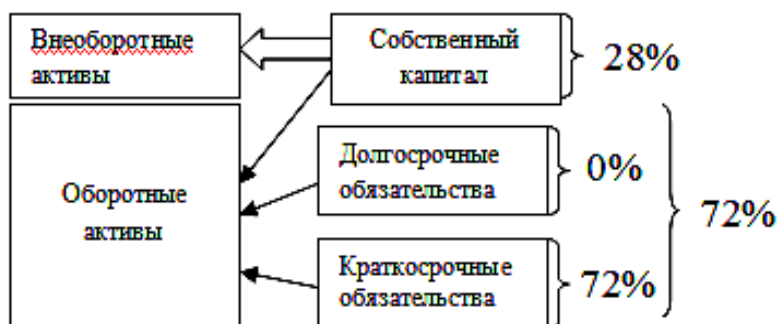 Внеоборотные
активы
Собственный
капитал
28%
Оборотные
активы
Долгосрочные
обязательства
0%
72%
Краткосрочные
обязательства
72%